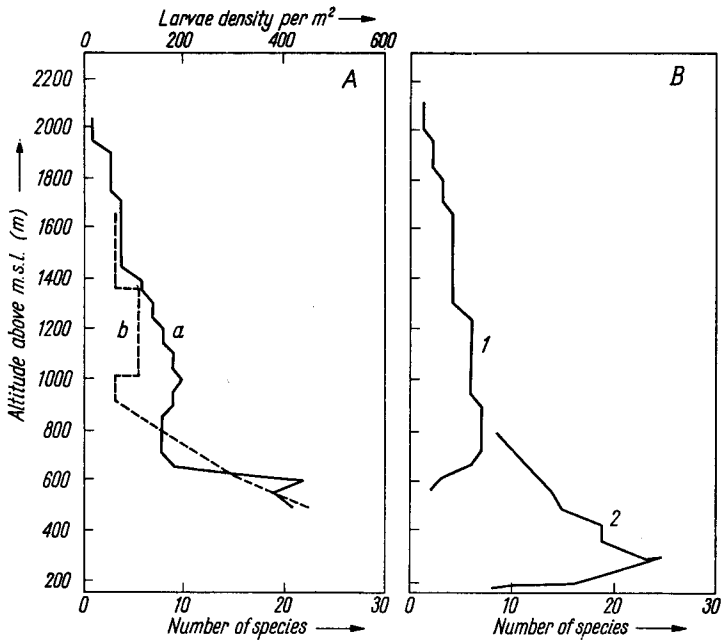 Larvae density per m²
0 200 400 600
A
B
2200
2000
1800
1600
1400
1200
1000
800
600
400
200
Altitude above m.s.l. (m)
b
a
1
2
0 10 20 30
0 10 20 30
Number of species
Number of species